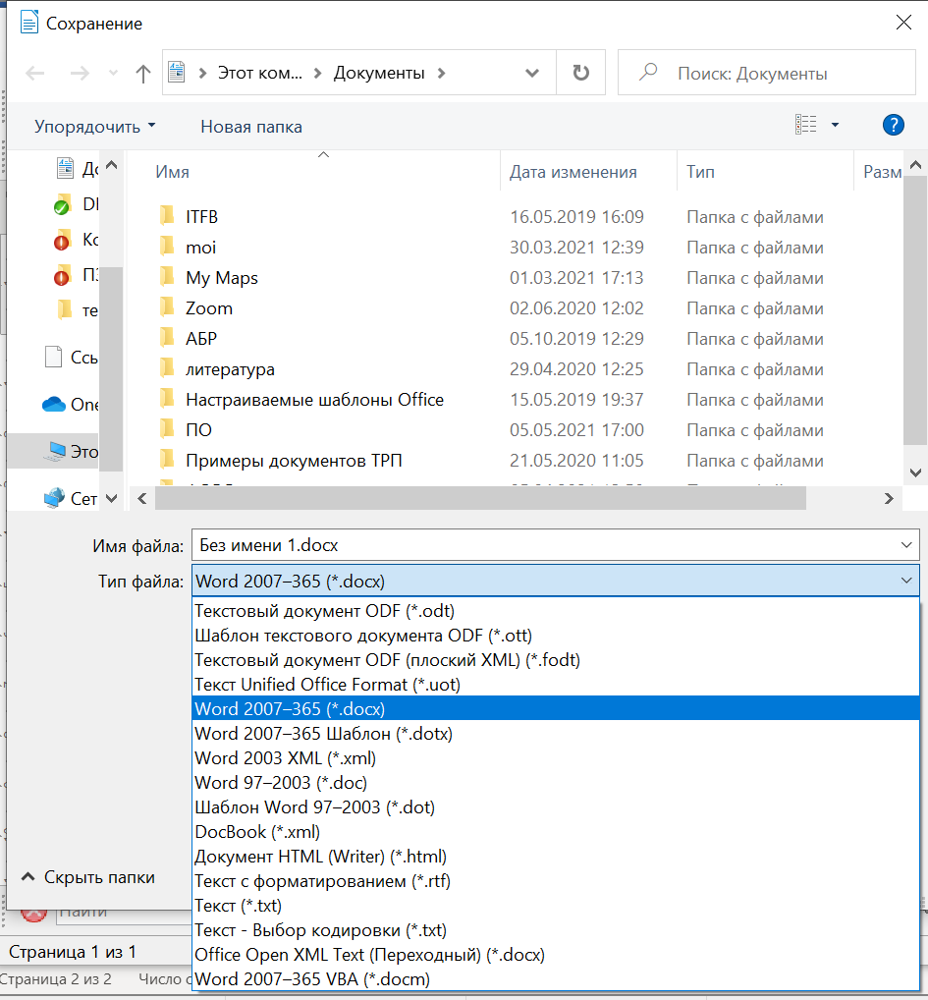 Сохранение
Этот ком... Документы
Поиск: Документы
Упорядочить
Новая папка
?
Имя Дата изменения Тип Разм
ITFB 16.05.2019 16:09 Папка с файлами
moi 30.03.2021 12:39 Папка с файлами
My Maps 01.03.2021 17:13 Папка с файлами
Zoom 02.06.2020 12:02 Папка с файлами
АБР 05.10.2019 12:29 Папка с файлами
литература 29.04.2020 12:25 Папка с файлами
Настраиваемые шаблоны Office 15.05.2019 19:37 Папка с файлами
ПО 05.05.2021 17:00 Папка с файлами
Примеры документов ТРП 21.05.2020 11:05 Папка с файлами
До
Ко
ПЗ
те
Ссы
One
Это
Сет
Имя файла: Без имени 1.docx
Тип файла: Word 2007–365 (*.docx)
Текстовый документ ODF (*.odt)
Шаблон текстового документа ODF (*.ott)
Текстовый документ ODF (плоский XML) (*.fodt)
Текст Unified Office Format (*.uot)
Word 2007–365 (*.docx)
Word 2007–365 Шаблон (*.dotx)
Word 2003 XML (*.xml)
Word 97–2003 (*.doc)
Шаблон Word 97–2003 (*.dot)
DocBook (*.xml)
Документ HTML (Writer) (*.html)
Текст с форматированием (*.rtf)
Текст (*.txt)
Текст - Выбор кодировки (*.txt)
Office Open XML Text (Переходный) (*.docx)
Word 2007–365 VBA (*.docm)
Скрыть папки
Найти
Страница 1 из 1
Страница 2 из 2 Число с